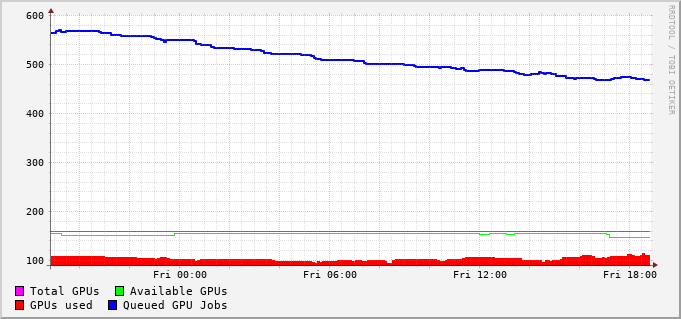 600
500
400
300
200
100
Fri 00:00 Fri 06:00 Fri 12:00 Fri 18:00
Total GPUs Available GPUs
GPUs used Queued GPU Jobs
RRDTOOL / TOBI OETIKER